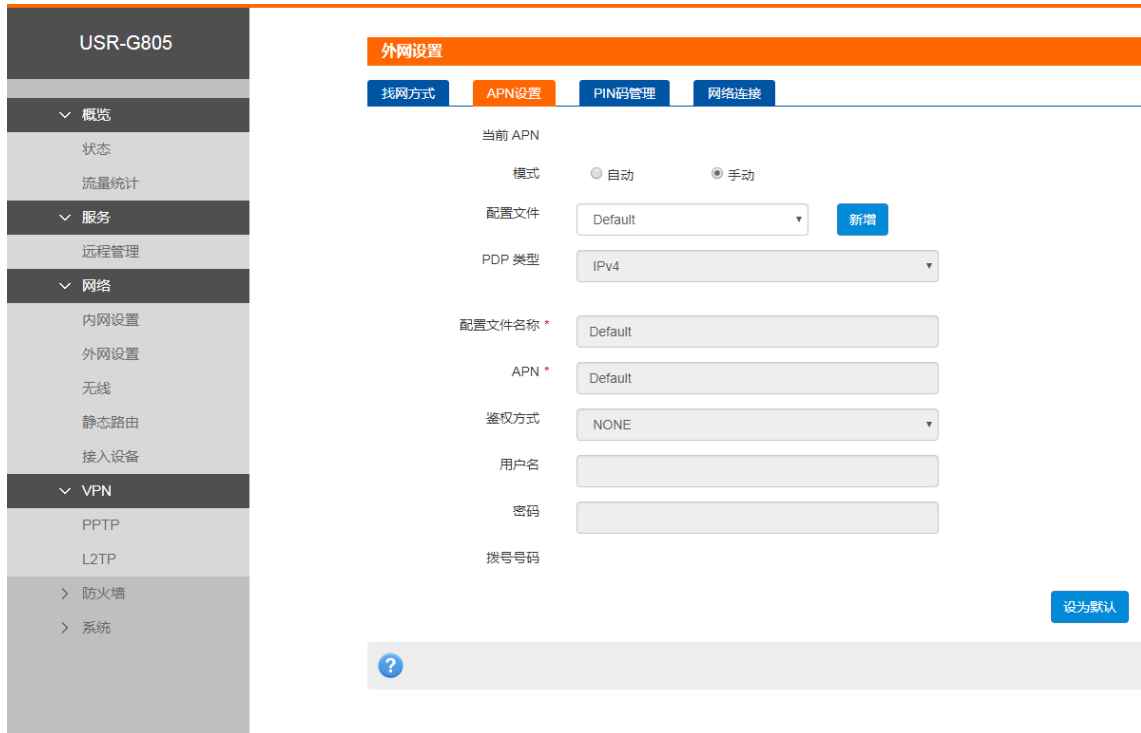 USR-G805
概览
状态
流量统计
服务
远程管理
网络
内网设置
外网设置
无线
静态路由
接入设备
VPN
PPTP
L2TP
防火墙
系统
外网设置
找网方式 APN设置 PIN码管理 网络连接
当前 APN
模式 自动 手动
配置文件 Default 新增
PDP 类型 IPv4
配置文件名称 * Default
APN * Default
鉴权方式 NONE
用户名
密码
拨号号码
设为默认
?